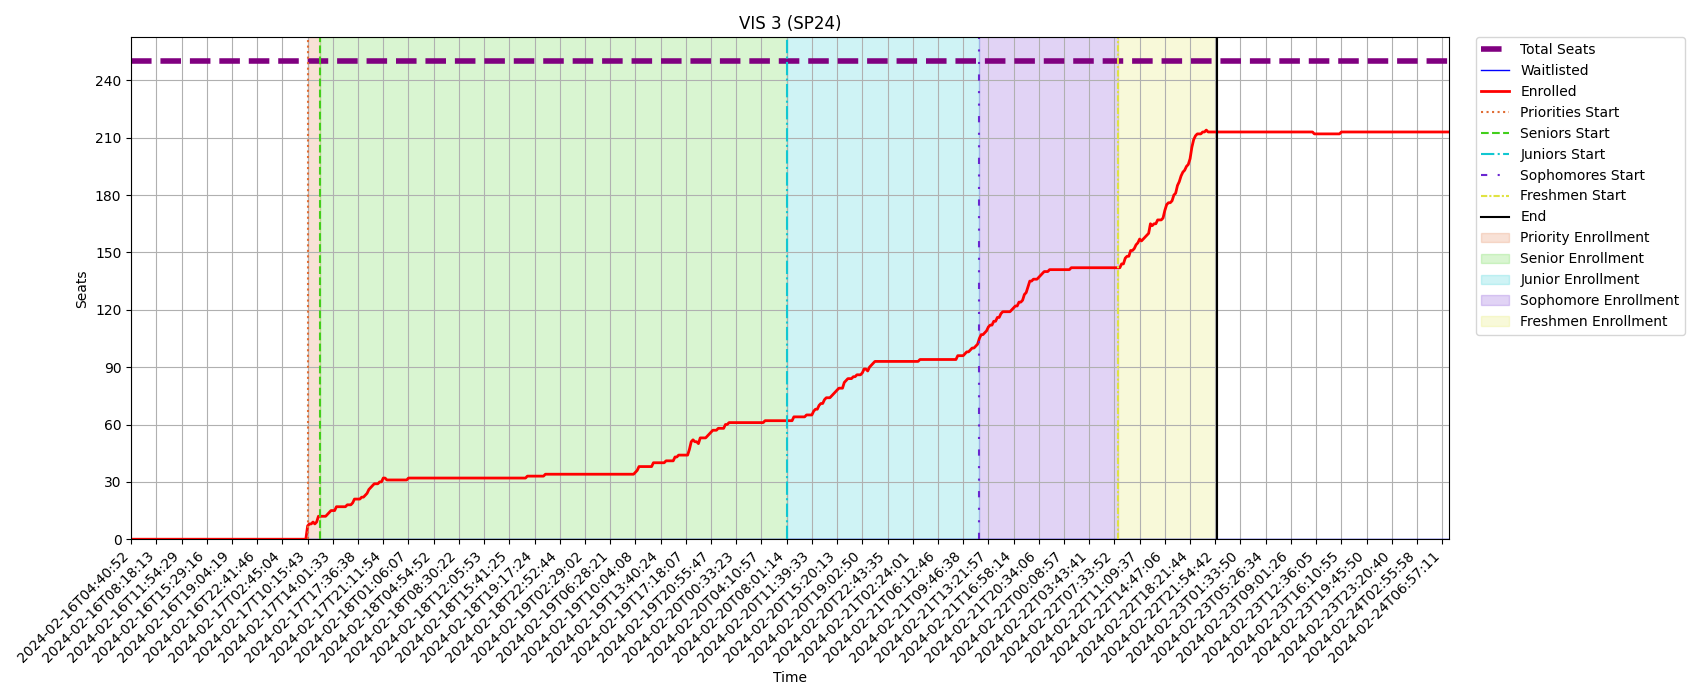 VIS 3 (SP24)
Seats
240
210
180
150
120
90
60
30
0
2024-02-16T04:40:52
2024-02-16T08:18:13
2024-02-16T11:54:29
2024-02-16T15:29:16
2024-02-16T19:04:19
2024-02-16T22:41:46
2024-02-17T02:45:04
2024-02-17T10:15:43
2024-02-17T14:01:33
2024-02-17T17:36:38
2024-02-17T21:11:54
2024-02-18T01:06:07
2024-02-18T04:54:52
2024-02-18T08:30:22
2024-02-18T12:05:53
2024-02-18T15:41:25
2024-02-18T19:17:24
2024-02-18T22:52:44
2024-02-19T02:29:02
2024-02-19T06:28:21
2024-02-19T10:04:08
2024-02-19T13:40:24
2024-02-19T17:18:07
2024-02-19T20:55:47
2024-02-20T00:33:23
2024-02-20T04:10:57
2024-02-20T08:01:14
2024-02-20T11:39:33
2024-02-20T15:20:13
2024-02-20T19:02:50
2024-02-20T22:43:35
2024-02-21T02:24:01
2024-02-21T06:12:46
2024-02-21T09:46:38
2024-02-21T13:21:57
2024-02-21T16:58:14
2024-02-21T20:34:06
2024-02-22T00:08:57
2024-02-22T03:43:41
2024-02-22T07:33:52
2024-02-22T11:09:37
2024-02-22T14:47:06
2024-02-22T18:21:44
2024-02-22T21:54:42
2024-02-23T01:33:50
2024-02-23T05:26:34
2024-02-23T09:01:26
2024-02-23T12:36:05
2024-02-23T16:10:55
2024-02-23T19:45:50
2024-02-23T23:20:40
2024-02-24T02:55:58
2024-02-24T06:57:11
Time
Total Seats
Waitlisted
Enrolled
Priorities Start
Seniors Start
Juniors Start
Sophomores Start
Freshmen Start
End
Priority Enrollment
Senior Enrollment
Junior Enrollment
Sophomore Enrollment
Freshmen Enrollment